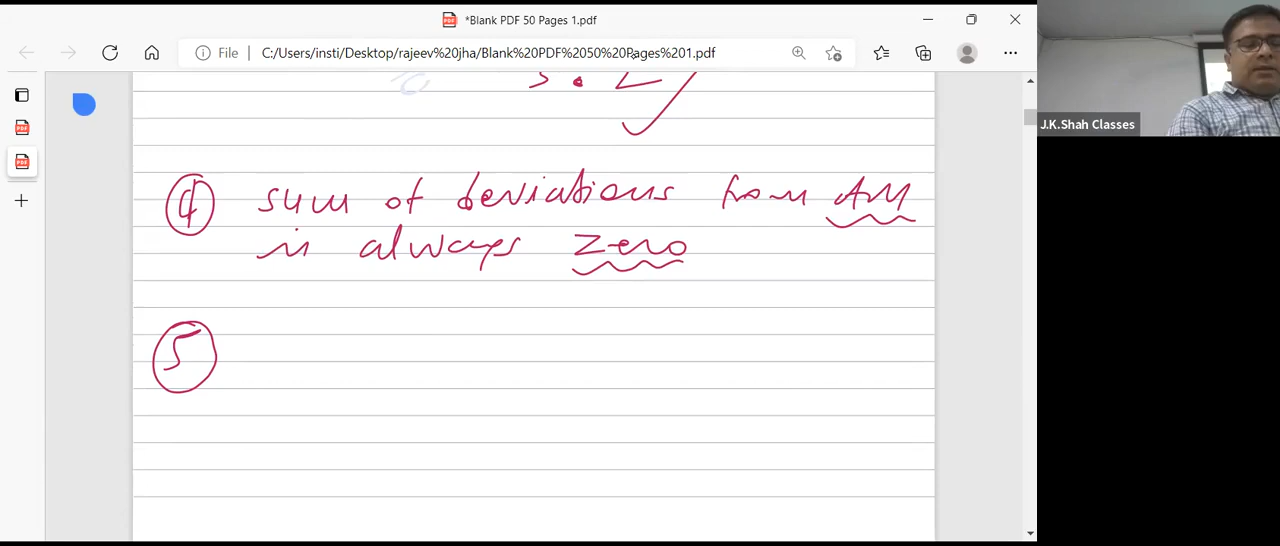 *Blank PDF 50 Pages 1.pdf
File C:/Users/insti/Desktop/rajeev%20jha/Blank%20PDF%2050%20Pages%201.pdf
J.K.Shah Classes
④ sum of deviations from AM
is always zero
⑤